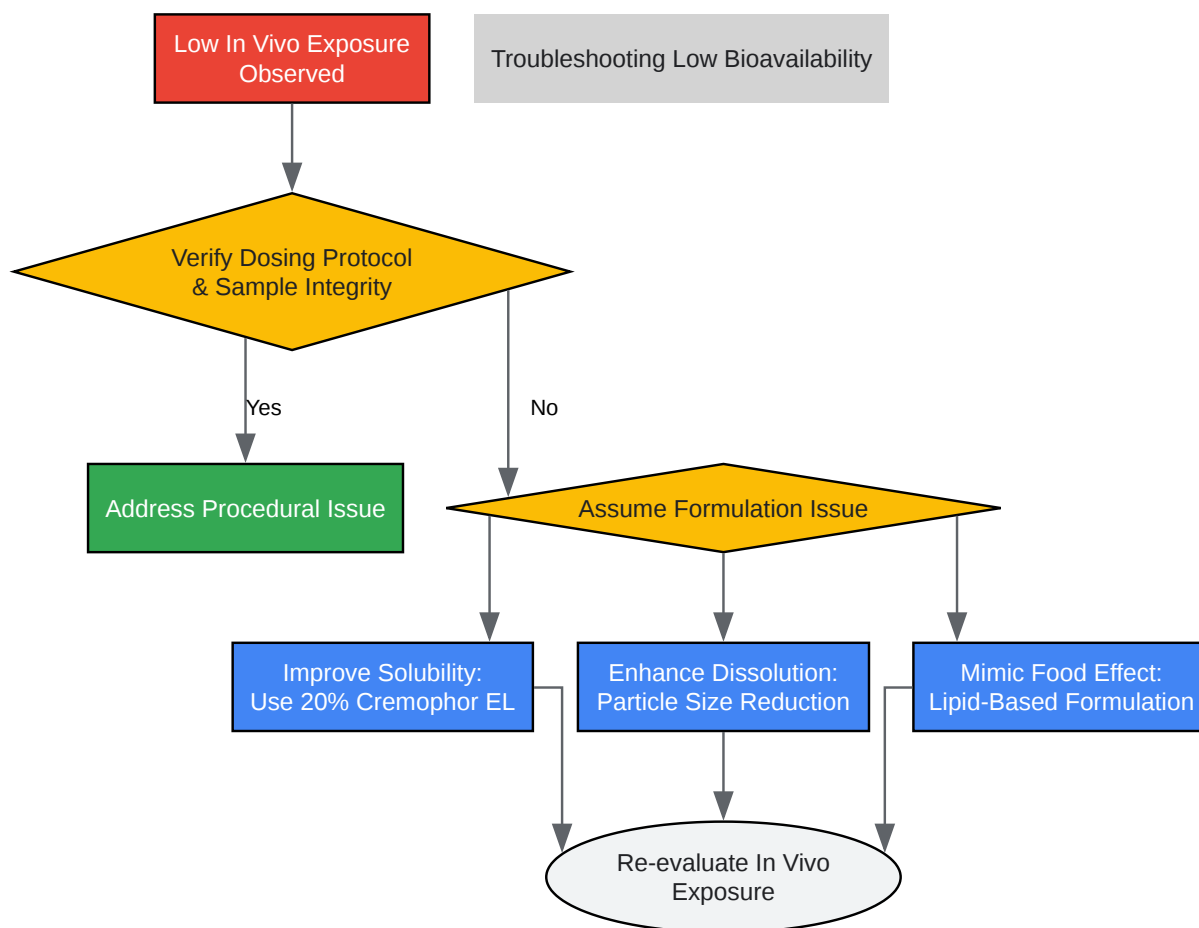 Low In Vivo Exposure
Observed
Troubleshooting Low Bioavailability
Verify Dosing Protocol
& Sample Integrity
Yes
No
Address Procedural Issue
Assume Formulation Issue
Improve Solubility:
Use 20% Cremophor EL
Enhance Dissolution:
Particle Size Reduction
Mimic Food Effect:
Lipid-Based Formulation
Re-evaluate In Vivo
Exposure